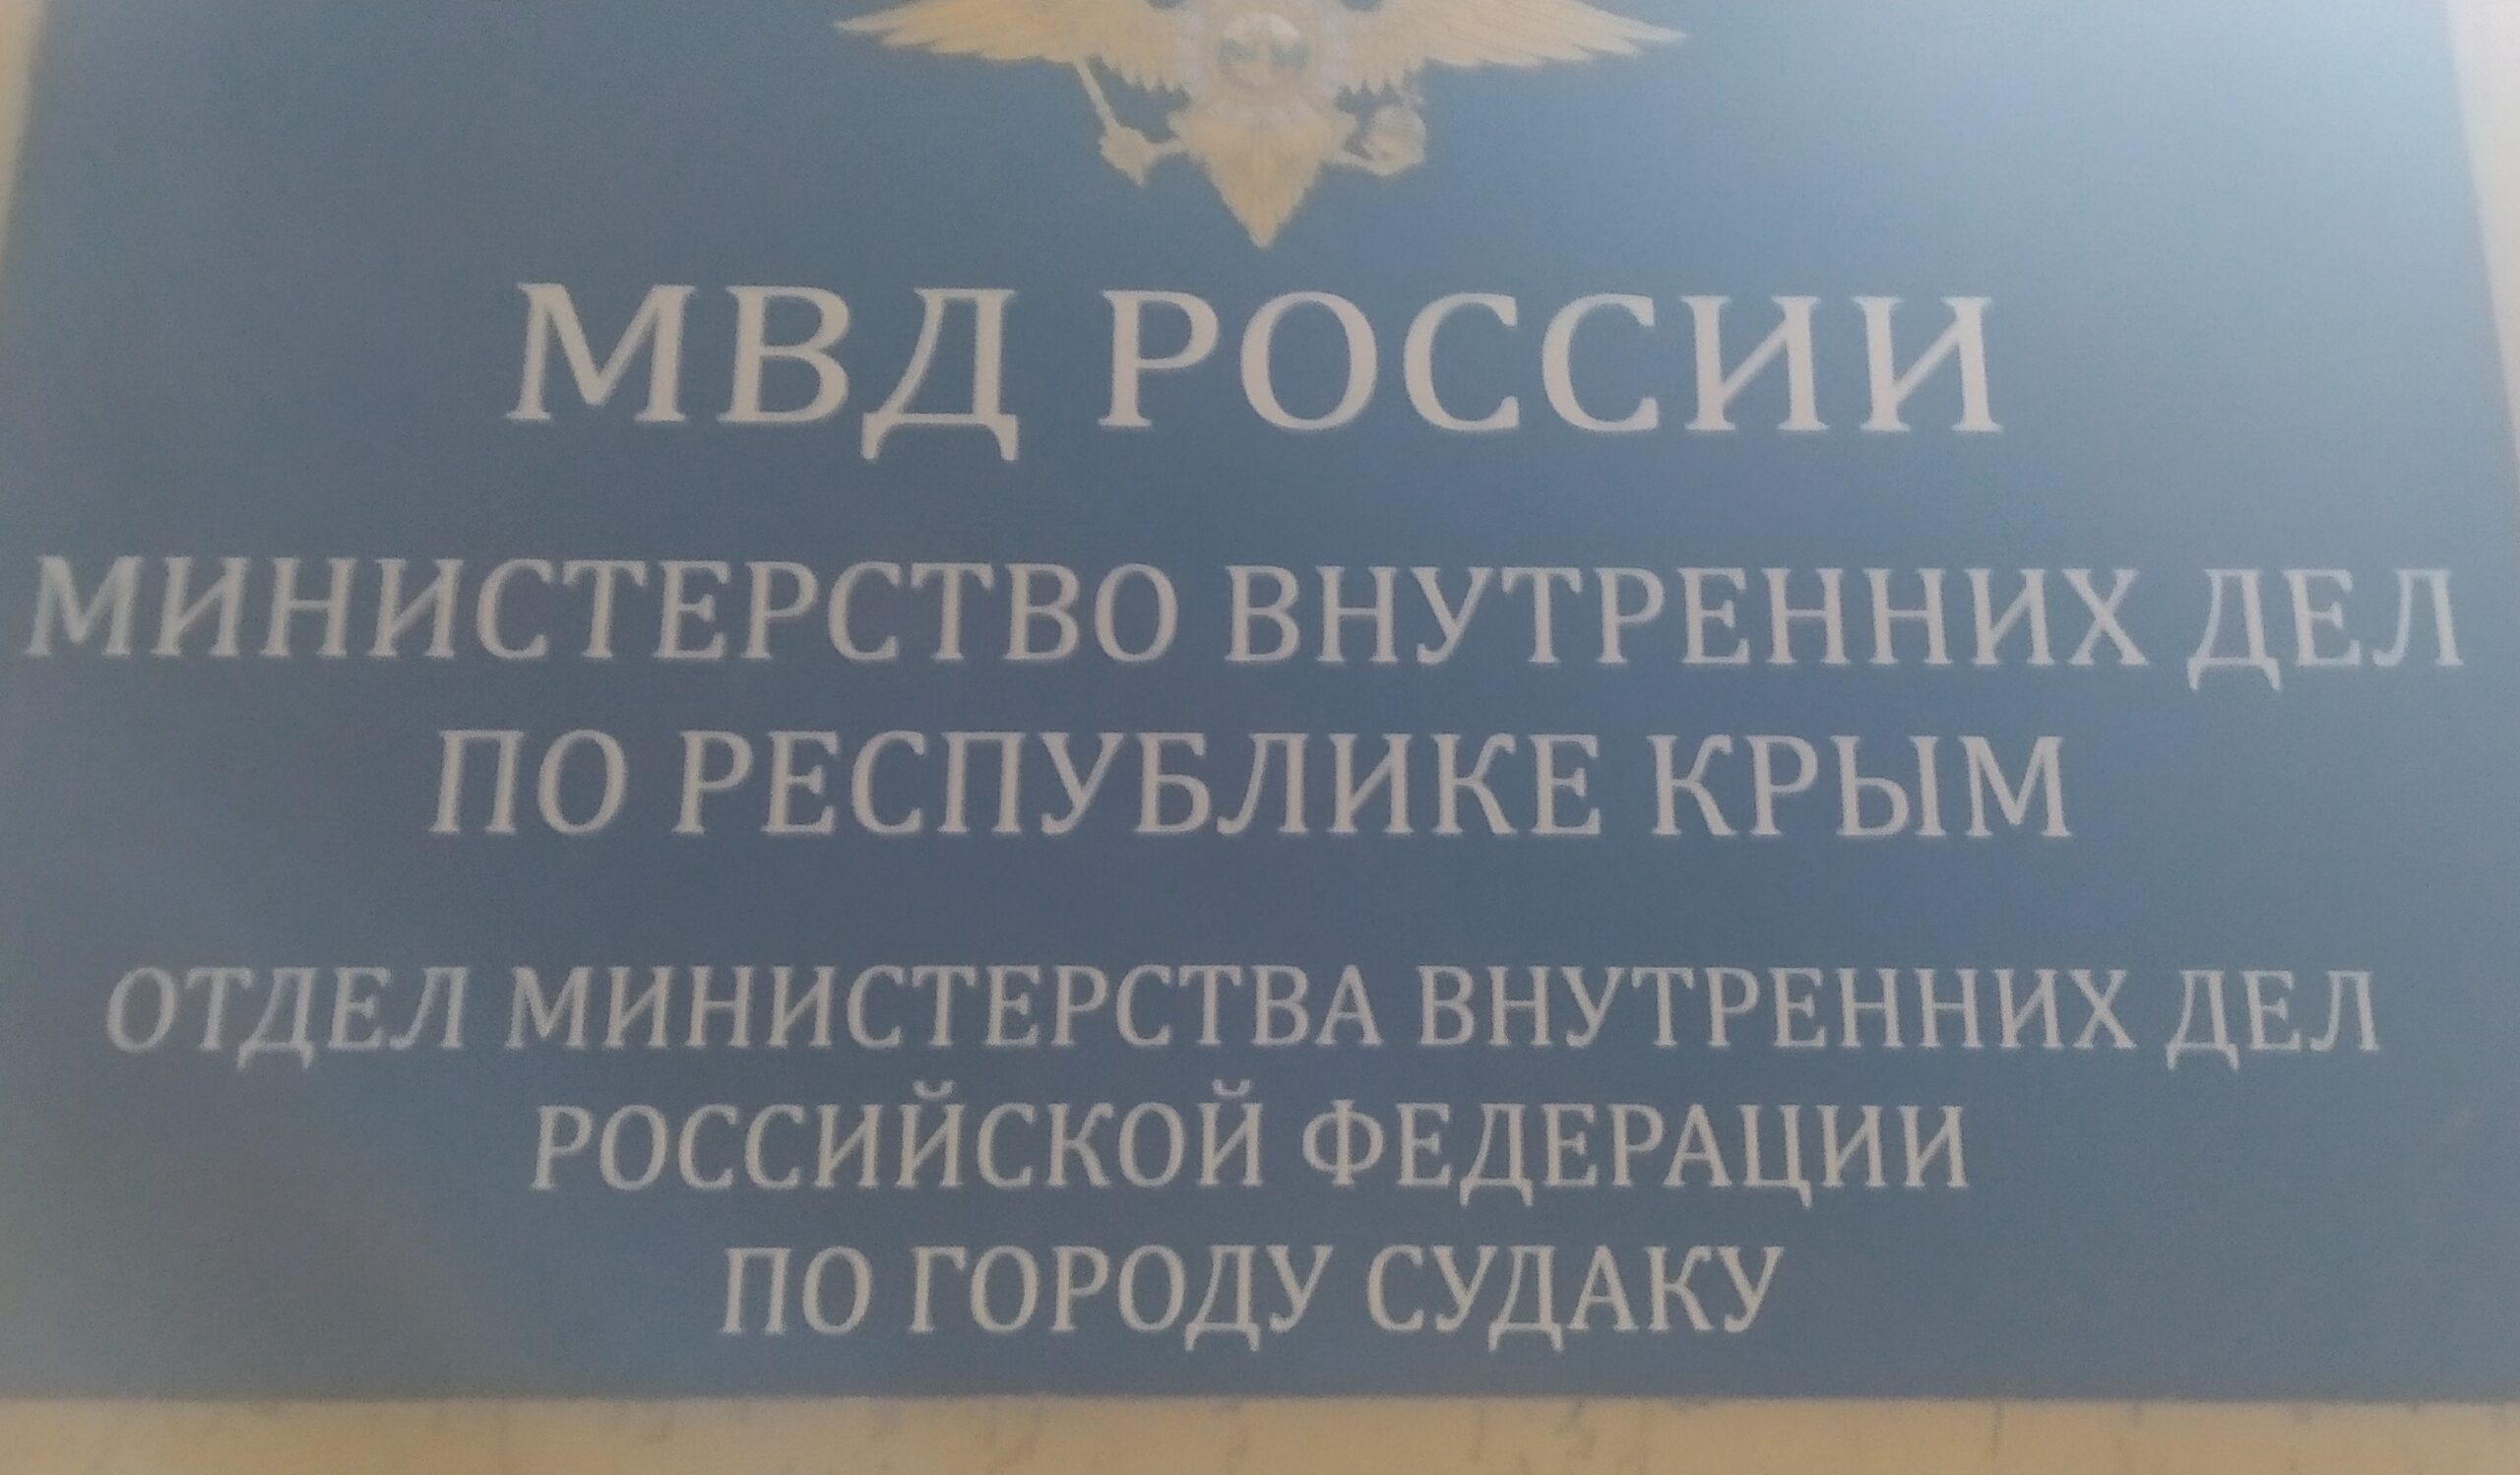 МВД РОССИИ
МИНИСТЕРСТВО ВНУТРЕННИХ ДЕЛ
ПО РЕСПУБЛИКЕ КРЫМ
ОТДЕЛ МИНИСТЕРСТВА ВНУТРЕННИХ ДЕЛ
РОССИЙСКОЙ ФЕДЕРАЦИИ
ПО ГОРОДУ СУДАКУ